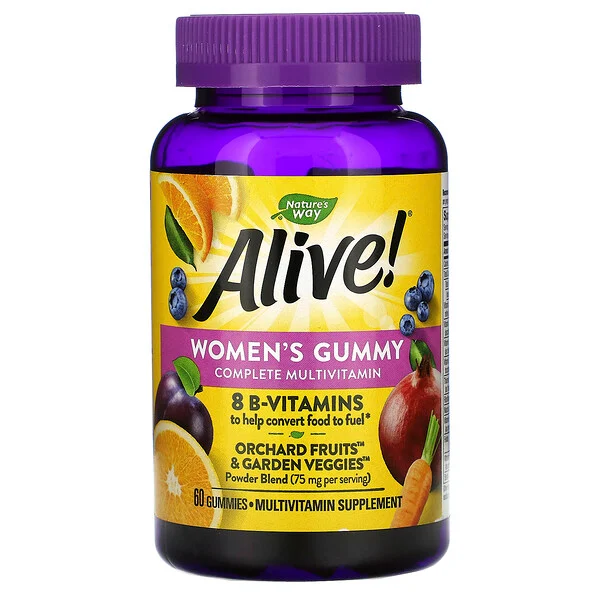 Nature's
Way
Alive!®
WOMEN'S GUMMY
COMPLETE MULTIVITAMIN
8 B-VITAMINS
to help convert food to fuel*
ORCHARD FRUITS™
& GARDEN VEGGIES™
Powder Blend (75 mg per serving)
60 GUMMIES • MULTIVITAMIN SUPPLEMENT